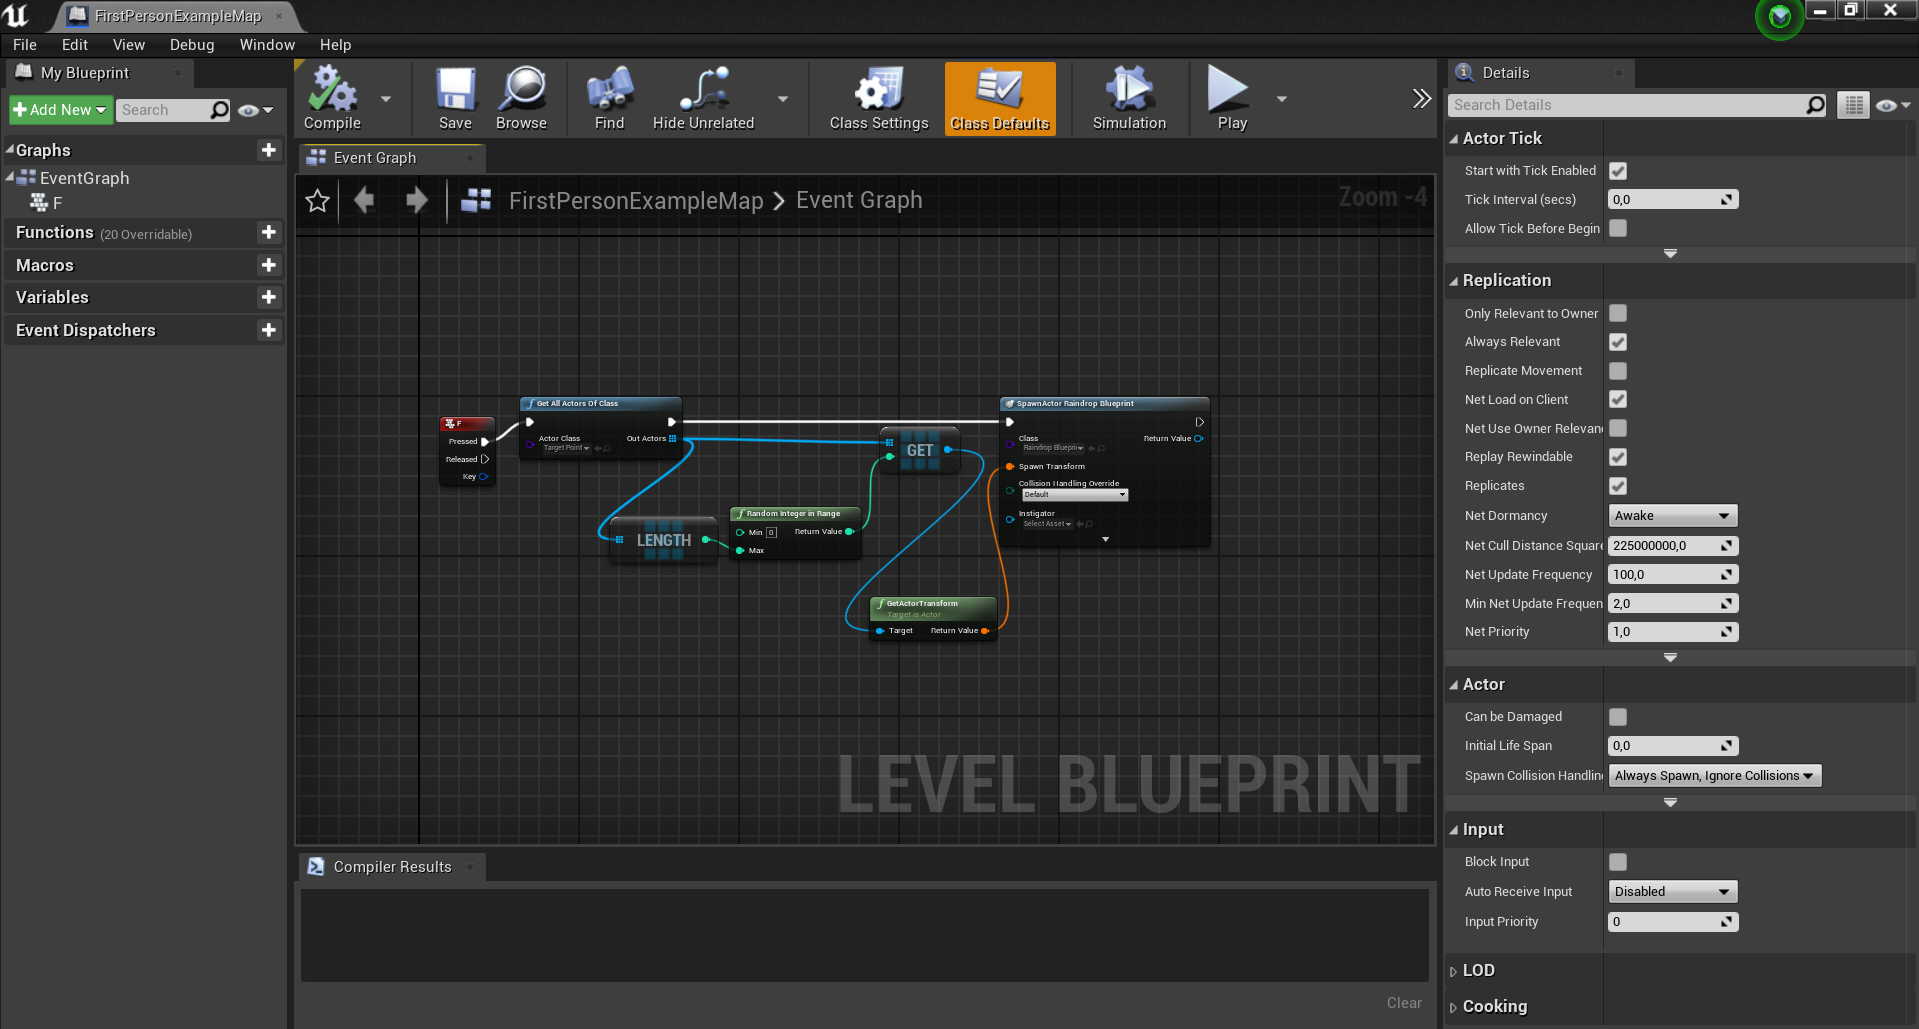 FirstPersonExampleMap
File Edit View Debug Window Help
My Blueprint
Add New Search
Graphs
EventGraph
F
Functions (20 Overridable)
Macros
Variables
Event Dispatchers
Compile Save Browse Find Hide Unrelated Class Settings Class Defaults Simulation Play
Event Graph
FirstPersonExampleMap > Event Graph
Zoom -4
F
Pressed
Released
Key
Get All Actors Of Class
Actor Class
Target Point
Out Actors
GET
LENGTH
Random Integer in Range
Min 0
Return Value
Max
GetActorTransform
Target is Actor
Target
Return Value
SpawnActor Raindrop Blueprint
Class
Raindrop Bluepri
Return Value
Spawn Transform
Collision Handling Override
Default
Instigator
Select Asset
LEVEL BLUEPRINT
Compiler Results
Clear
Details
Search Details
Actor Tick
Start with Tick Enabled
Tick Interval (secs) 0,0
Allow Tick Before Begin
Replication
Only Relevant to Owner
Always Relevant
Replicate Movement
Net Load on Client
Net Use Owner Relevan
Replay Rewindable
Replicates
Net Dormancy Awake
Net Cull Distance Square 225000000,0
Net Update Frequency 100,0
Min Net Update Frequen 2,0
Net Priority 1,0
Actor
Can be Damaged
Initial Life Span 0,0
Spawn Collision Handling Always Spawn, Ignore Collisions
Input
Block Input
Auto Receive Input Disabled
Input Priority 0
LOD
Cooking